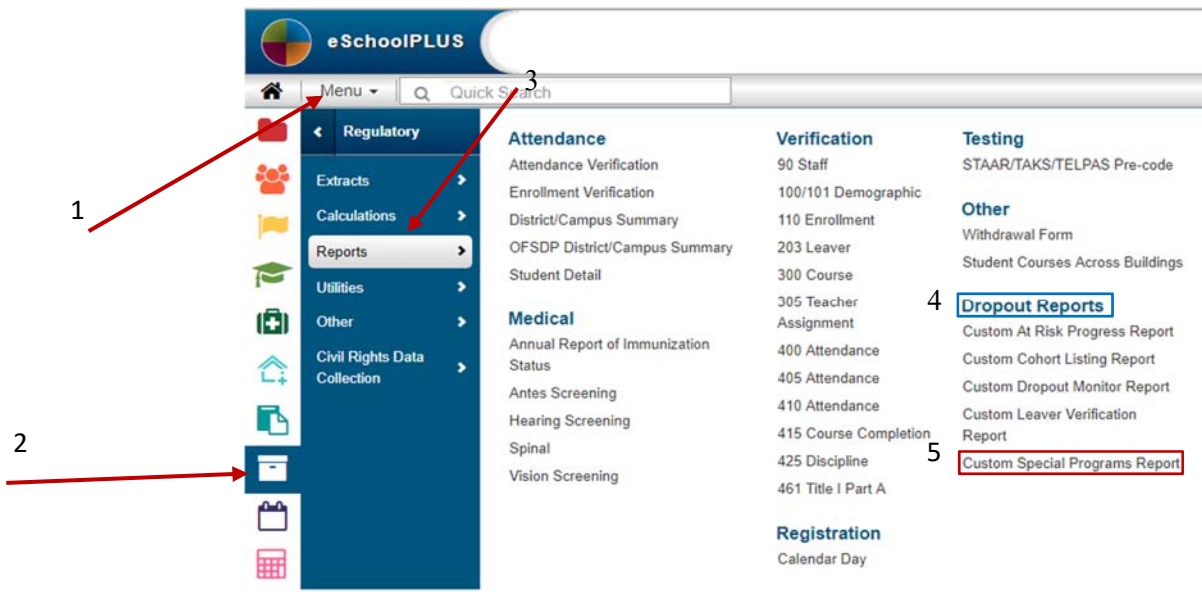 eSchoolPLUS
Menu
Quick Search
3
1
2
Regulatory
Extracts
Calculations
Reports
Utilities
Other
Civil Rights Data
Collection
Attendance
Attendance Verification
Enrollment Verification
District/Campus Summary
OFSDP District/Campus Summary
Student Detail
Medical
Annual Report of Immunization
Status
Antes Screening
Hearing Screening
Spinal
Vision Screening
Verification
90 Staff
100/101 Demographic
110 Enrollment
203 Leaver
300 Course
305 Teacher
Assignment
400 Attendance
405 Attendance
410 Attendance
415 Course Completion
425 Discipline
461 Title I Part A
Registration
Calendar Day
Testing
STAAR/TAKS/TELPAS Pre-code
Other
Withdrawal Form
Student Courses Across Buildings
4
Dropout Reports
Custom At Risk Progress Report
Custom Cohort Listing Report
Custom Dropout Monitor Report
Custom Leaver Verification
Report
5
Custom Special Programs Report